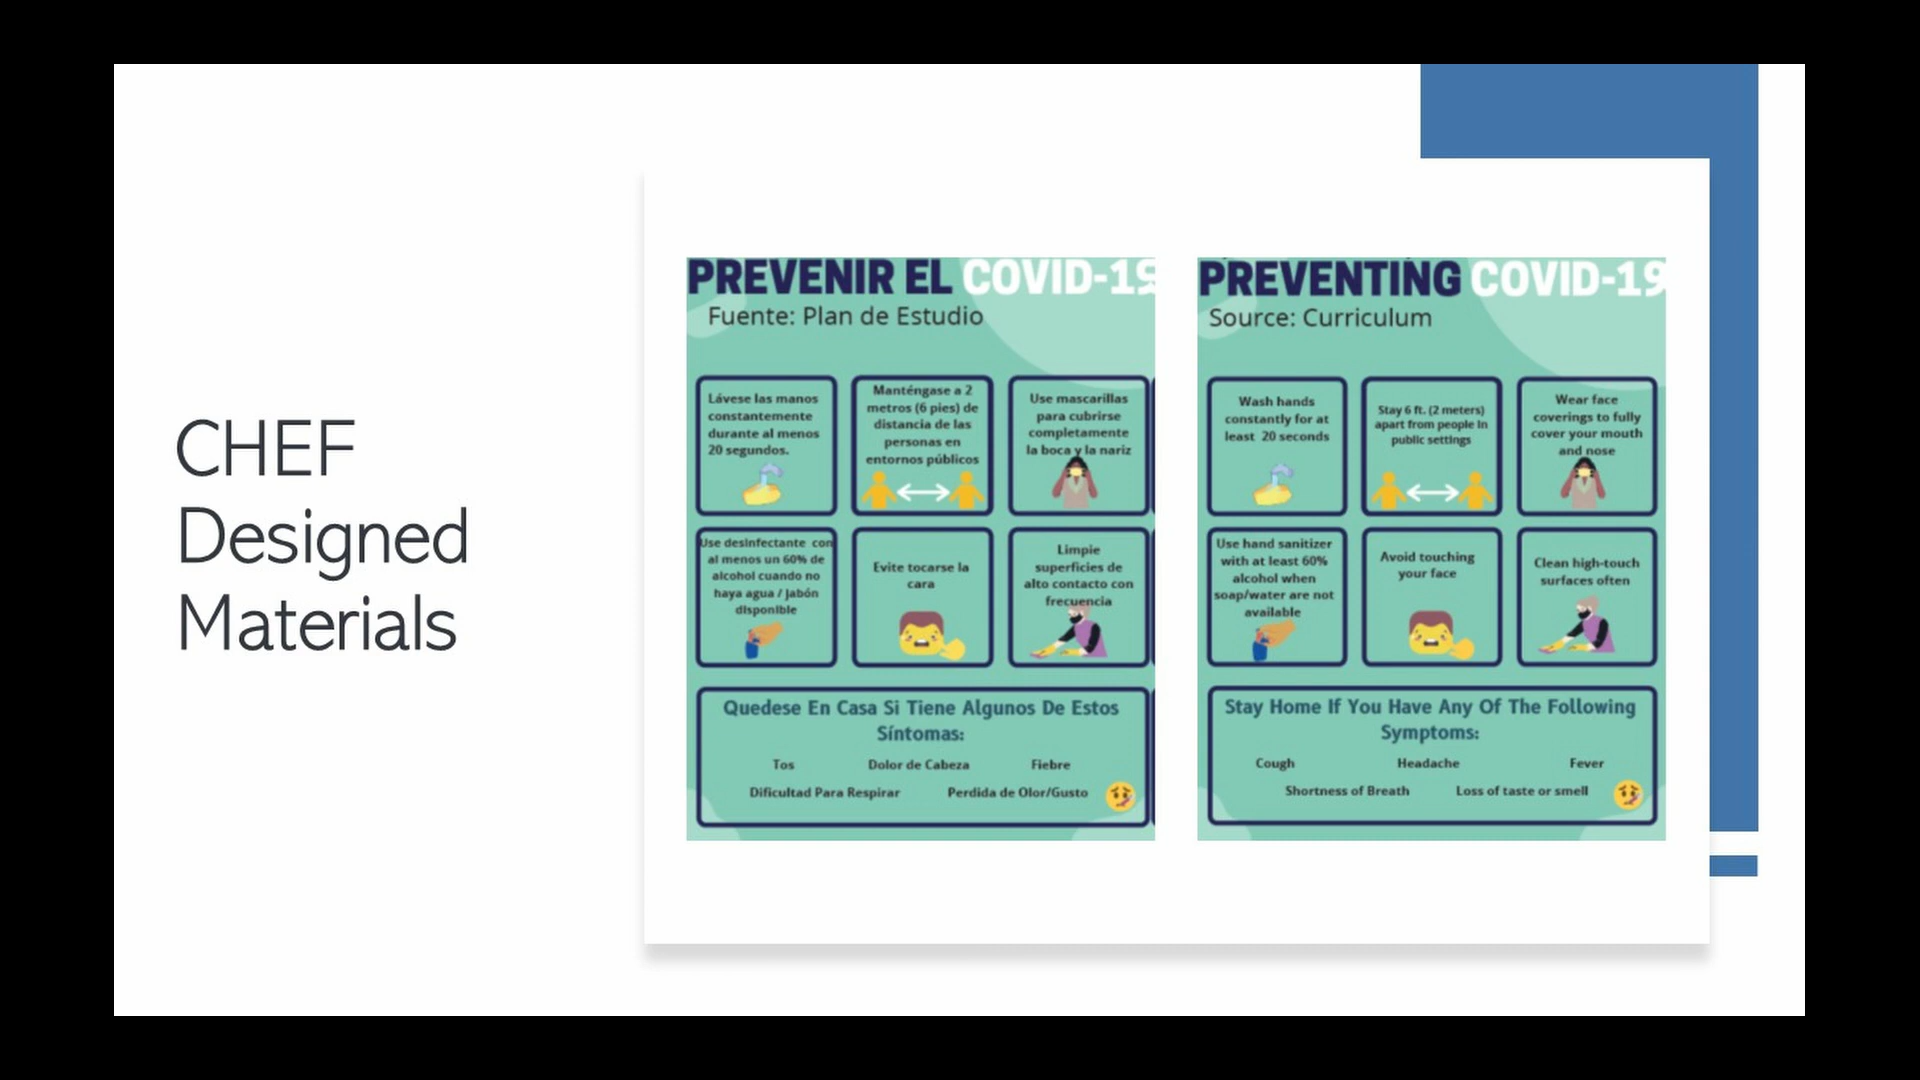 CHEF
Designed
Materials
PREVENIR EL COVID-19
Fuente: Plan de Estudio
Lávese las manos
constantemente
durante al menos
20 segundos.
Manténgase a 2
metros (6 pies) de
distancia de las
personas en
entornos públicos
Use mascarillas
para cubrirse
completamente
la boca y la nariz
Use desinfectante con
al menos un 60% de
alcohol cuando no
haya agua / jabón
disponible
Evite tocarse la
cara
Limpie
superficies de
alto contacto con
frecuencia
Quedese En Casa Si Tiene Algunos De Estos
Síntomas:
Tos Dolor de Cabeza Fiebre
Dificultad Para Respirar Perdida de Olor/Gusto
PREVENTING COVID-19
Source: Curriculum
Wash hands
constantly for at
least 20 seconds
Stay 6 ft. (2 meters)
apart from people in
public settings
Wear face
coverings to fully
cover your mouth
and nose
Use hand sanitizer
with at least 60%
alcohol when
soap/water are not
available
Avoid touching
your face
Clean high-touch
surfaces often
Stay Home If You Have Any Of The Following
Symptoms:
Cough Headache Fever
Shortness of Breath Loss of taste or smell